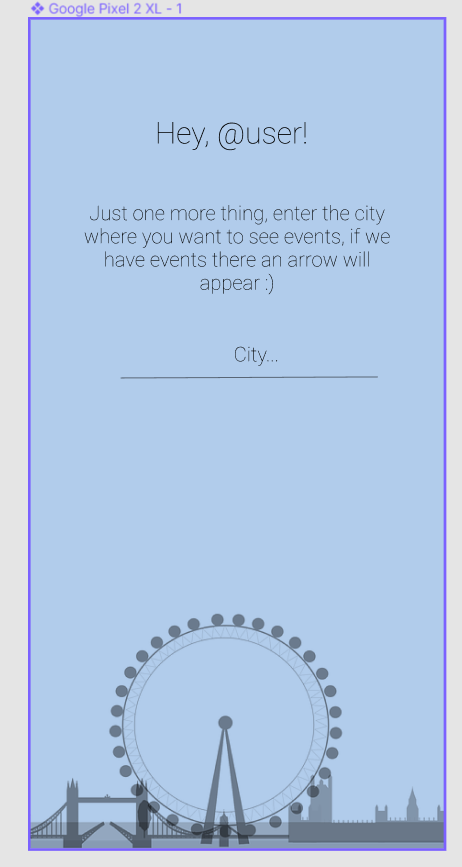 Google Pixel 2 XL - 1
Hey, @user!
Just one more thing, enter the city
where you want to see events, if we
have events there an arrow will
appear :)
City...